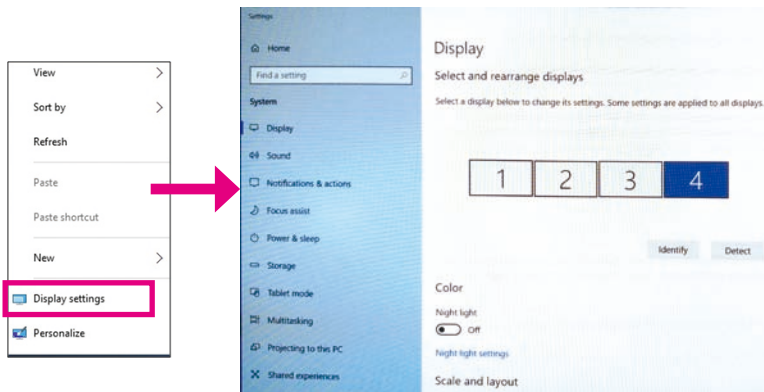 View
Sort by
Refresh
Paste
Paste shortcut
New
Display settings
Personalize
Settings
Home
Find a setting
System
Display
Sound
Notifications & actions
Focus assist
Power & sleep
Storage
Tablet mode
Multitasking
Projecting to this PC
Shared experiences
Display
Select and rearrange displays
Select a display below to change its settings. Some settings are applied to all displays.
1 2 3 4
Identify Detect
Color
Night light
Off
Night light settings
Scale and layout